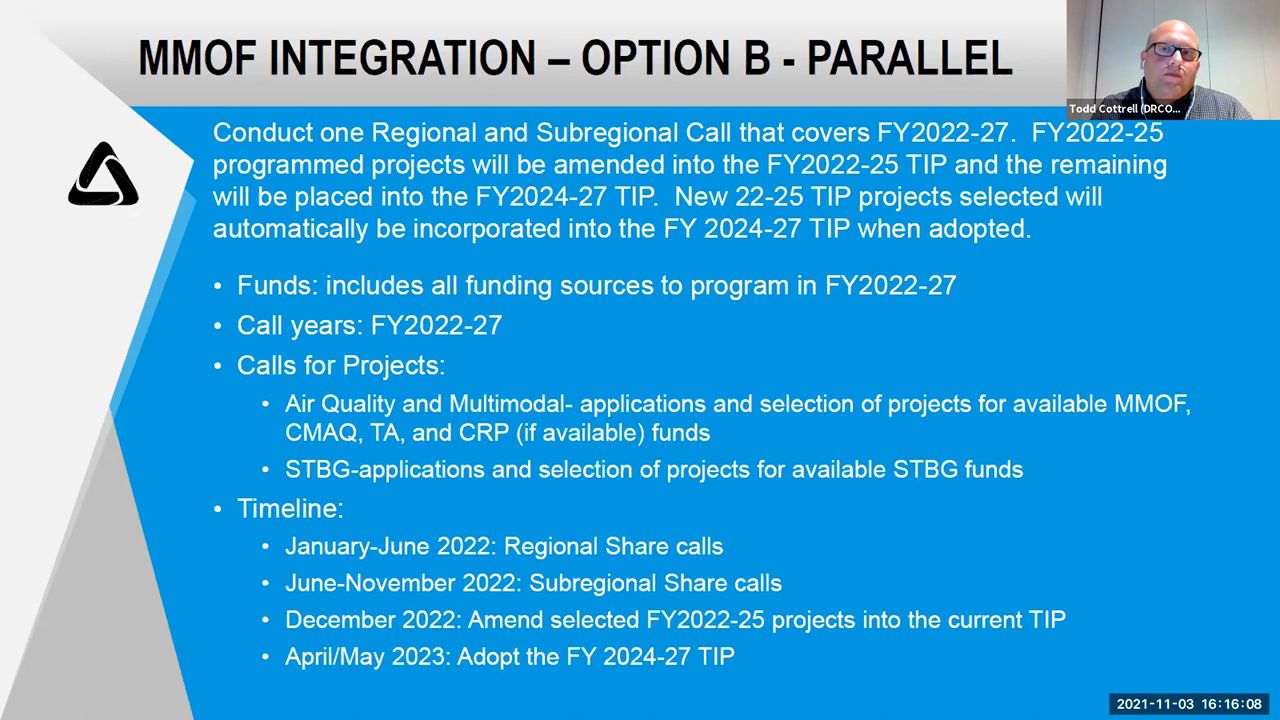 MMOF INTEGRATION – OPTION B - PARALLEL
Todd Cottrell (DRCO...
Conduct one Regional and Subregional Call that covers FY2022-27.  FY2022-25
programmed projects will be amended into the FY2022-25 TIP and the remaining
will be placed into the FY2024-27 TIP.  New 22-25 TIP projects selected will
automatically be incorporated into the FY 2024-27 TIP when adopted.
• Funds: includes all funding sources to program in FY2022-27
• Call years: FY2022-27
• Calls for Projects:
• Air Quality and Multimodal- applications and selection of projects for available MMOF,
CMAQ, TA, and CRP (if available) funds
• STBG-applications and selection of projects for available STBG funds
• Timeline:
• January-June 2022: Regional Share calls
• June-November 2022: Subregional Share calls
• December 2022: Amend selected FY2022-25 projects into the current TIP
• April/May 2023: Adopt the FY 2024-27 TIP
2021-11-03 16:16:08